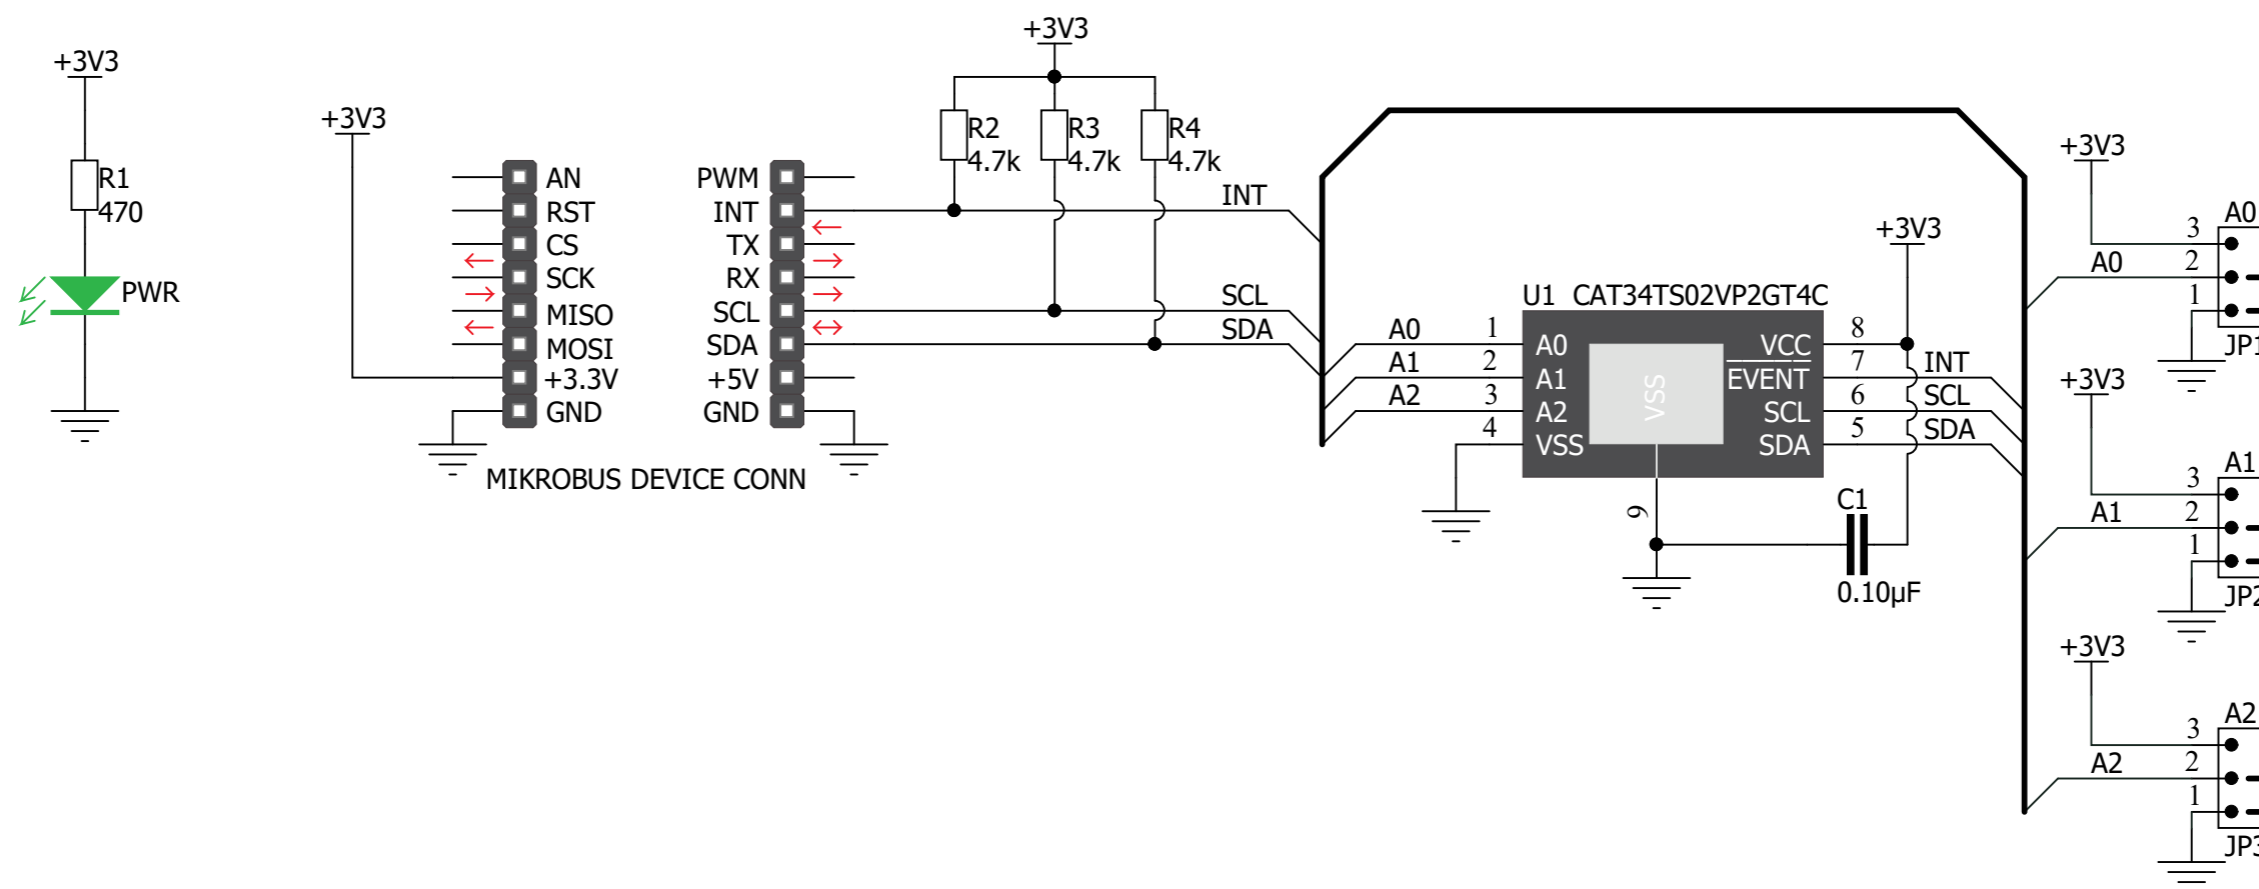 +3V3
R1
470
PWR
+3V3
AN
RST
CS
SCK
MISO
MOSI
+3.3V
GND
PWM
INT
TX
RX
SCL
SDA
+5V
GND
MIKROBUS DEVICE CONN
+3V3
R2
4.7k
R3
4.7k
R4
4.7k
INT
SCL
SDA
A0
A1
A2
1
2
3
4
U1 CAT34TS02VP2GT4C
A0
A1
A2
VSS
VSS
VCC
EVENT
SCL
SDA
8
7
6
5
9
+3V3
INT
SCL
SDA
C1
0.10µF
+3V3
A0
3
2
1
A0
JP1
+3V3
A1
3
2
1
A1
JP2
+3V3
A2
3
2
1
A2
JP3